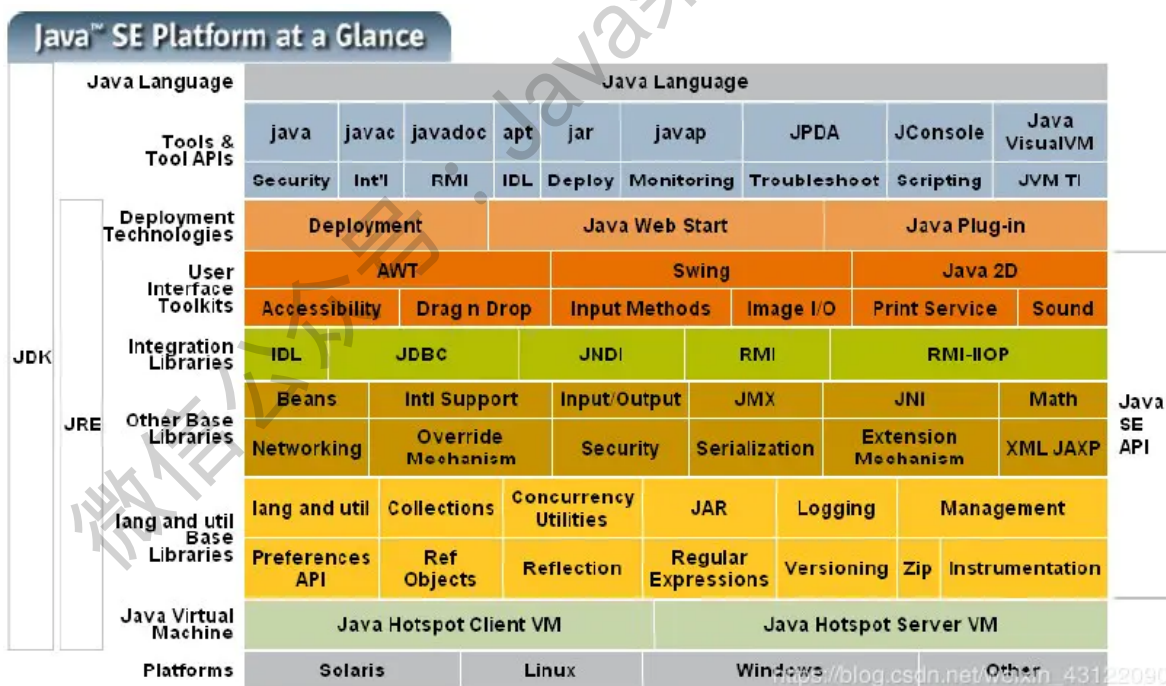 Java™ SE Platform at a Glance
Java Language
Java Language
Tools &
Tool APIs
java javac javadoc apt jar javap JPDA JConsole Java
VisualVM
Security Int'l RMI IDL Deploy Monitoring Troubleshoot Scripting JVM TI
Deployment
Technologies
Deployment Java Web Start Java Plug-in
User
Interface
Toolkits
AWT Swing Java 2D
Accessibility Drag n Drop Input Methods Image I/O Print Service Sound
Integration
Libraries
IDL JDBC JNDI RMI RMI-IIOP
JDK
JRE
Other Base
Libraries
Beans Intl Support Input/Output JMX JNI Math
Networking Override
Mechanism Security Serialization Extension
Mechanism XML JAXP
Java
SE
API
lang and util
Base
Libraries
lang and util Collections Concurrency
Utilities JAR Logging Management
Preferences
API Ref
Objects Reflection Regular
Expressions Versioning Zip Instrumentation
Java Virtual
Machine
Java Hotspot Client VM Java Hotspot Server VM
Platforms
Solaris Linux Windows Other
微信公众号：Java
https://blog.csdn.net/weixin_43122090